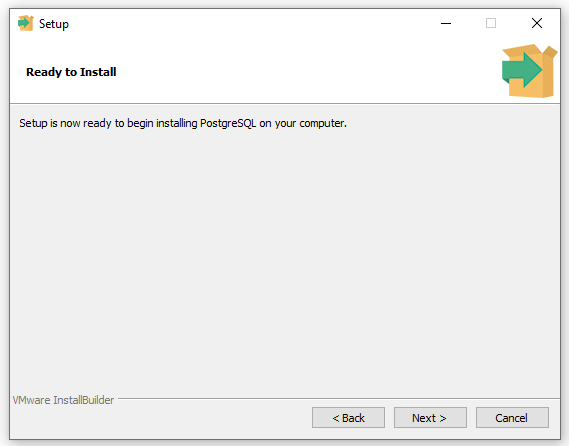 Setup
Ready to Install
Setup is now ready to begin installing PostgreSQL on your computer.
VMware InstallBuilder
< Back
Next >
Cancel